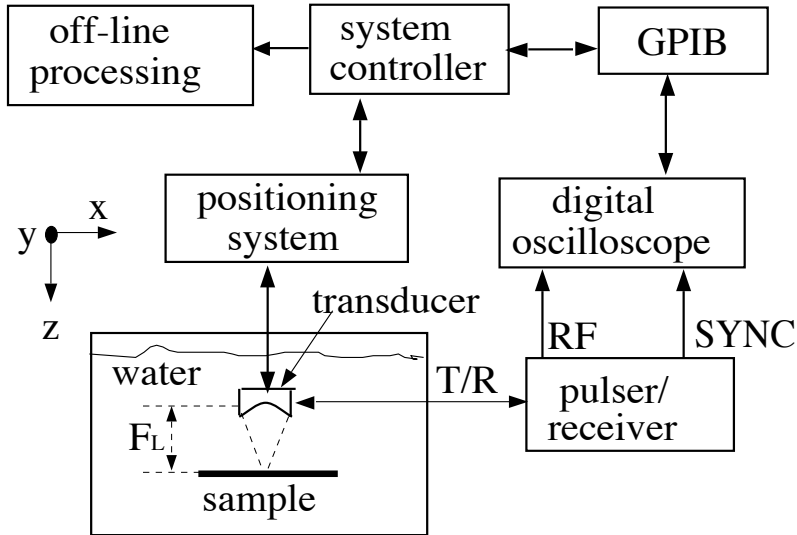 off-line
processing
system
controller
GPIB
positioning
system
digital
oscilloscope
x
y
z
transducer
RF
SYNC
water
T/R
pulser/
receiver
FL
sample